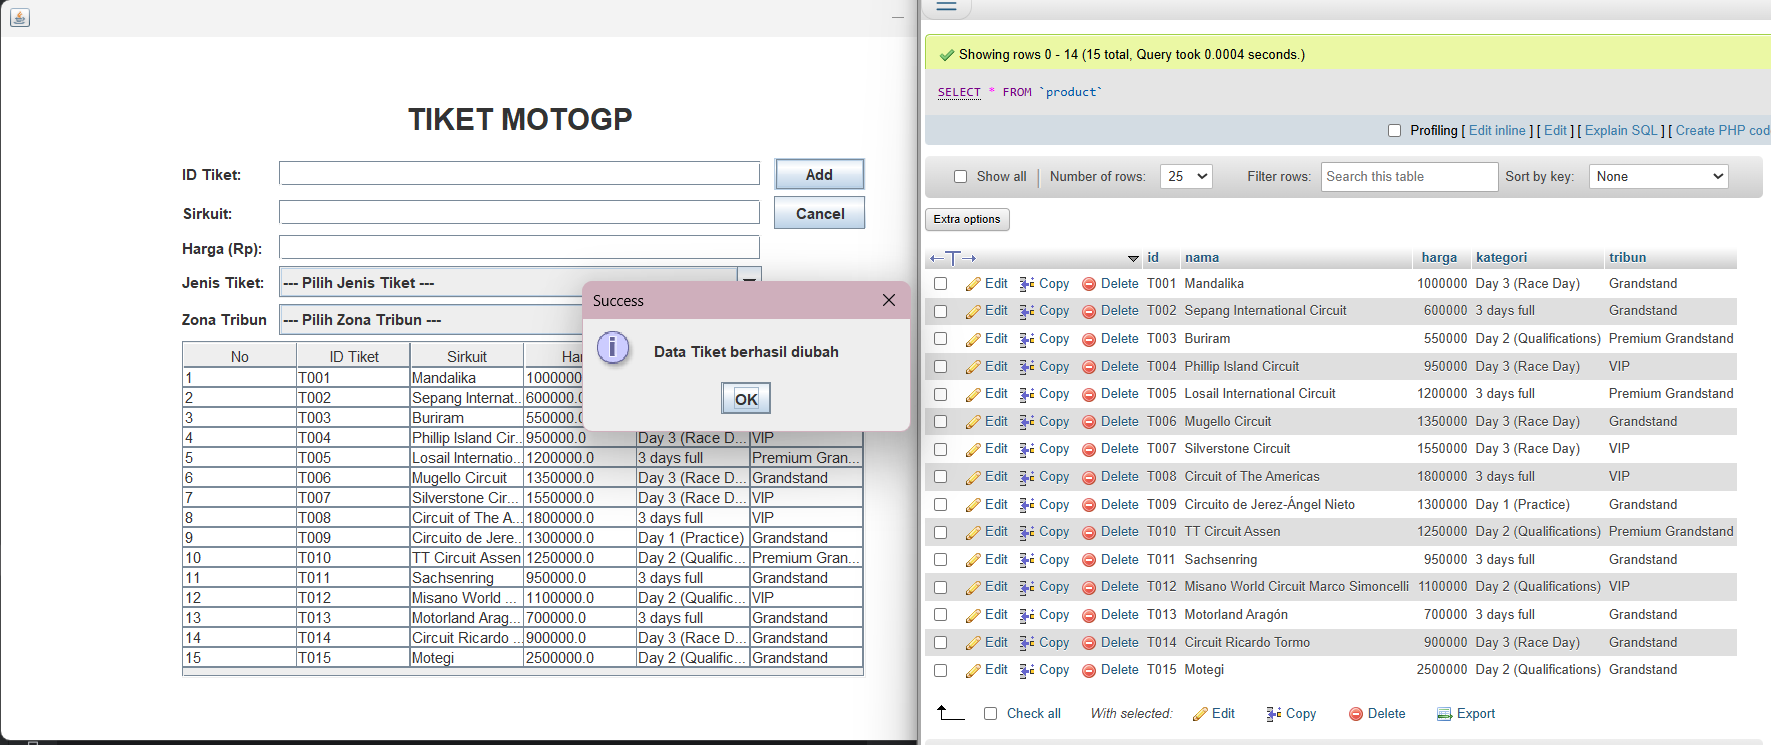 TIKET MOTOGP
ID Tiket:
Add
Sirkuit:
Cancel
Harga (Rp):
Jenis Tiket: --- Pilih Jenis Tiket ---
Zona Tribun --- Pilih Zona Tribun ---
Success
Data Tiket berhasil diubah
OK
No ID Tiket Sirkuit Har
1 T001 Mandalika 1000000
2 T002 Sepang Internat... 600000.
3 T003 Buriram 550000.
4 T004 Phillip Island Cir... 950000.0 Day 3 (Race D... VIP
5 T005 Losail Internatio... 1200000.0 3 days full Premium Gran...
6 T006 Mugello Circuit 1350000.0 Day 3 (Race D... Grandstand
7 T007 Silverstone Cir... 1550000.0 Day 3 (Race D... VIP
8 T008 Circuit of The A... 1800000.0 3 days full VIP
9 T009 Circuito de Jere... 1300000.0 Day 1 (Practice) Grandstand
10 T010 TT Circuit Assen 1250000.0 Day 2 (Qualific... Premium Gran...
11 T011 Sachsenring 950000.0 3 days full Grandstand
12 T012 Misano World ... 1100000.0 Day 2 (Qualific... VIP
13 T013 Motorland Arag... 700000.0 3 days full Grandstand
14 T014 Circuit Ricardo ... 900000.0 Day 3 (Race D... Grandstand
15 T015 Motegi 2500000.0 Day 2 (Qualific... Grandstand
Showing rows 0 - 14 (15 total, Query took 0.0004 seconds.)
SELECT * FROM `product`
Profiling [ Edit inline ] [ Edit ] [ Explain SQL ] [ Create PHP cod
Show all Number of rows: 25 Filter rows: Search this table Sort by key: None
Extra options
id nama harga kategori tribun
Edit Copy Delete T001 Mandalika 1000000 Day 3 (Race Day) Grandstand
Edit Copy Delete T002 Sepang International Circuit 600000 3 days full Grandstand
Edit Copy Delete T003 Buriram 550000 Day 2 (Qualifications) Premium Grandstand
Edit Copy Delete T004 Phillip Island Circuit 950000 Day 3 (Race Day) VIP
Edit Copy Delete T005 Losail International Circuit 1200000 3 days full Premium Grandstand
Edit Copy Delete T006 Mugello Circuit 1350000 Day 3 (Race Day) Grandstand
Edit Copy Delete T007 Silverstone Circuit 1550000 Day 3 (Race Day) VIP
Edit Copy Delete T008 Circuit of The Americas 1800000 3 days full VIP
Edit Copy Delete T009 Circuito de Jerez-Ángel Nieto 1300000 Day 1 (Practice) Grandstand
Edit Copy Delete T010 TT Circuit Assen 1250000 Day 2 (Qualifications) Premium Grandstand
Edit Copy Delete T011 Sachsenring 950000 3 days full Grandstand
Edit Copy Delete T012 Misano World Circuit Marco Simoncelli 1100000 Day 2 (Qualifications) VIP
Edit Copy Delete T013 Motorland Aragón 700000 3 days full Grandstand
Edit Copy Delete T014 Circuit Ricardo Tormo 900000 Day 3 (Race Day) Grandstand
Edit Copy Delete T015 Motegi 2500000 Day 2 (Qualifications) Grandstand
Check all With selected: Edit Copy Delete Export